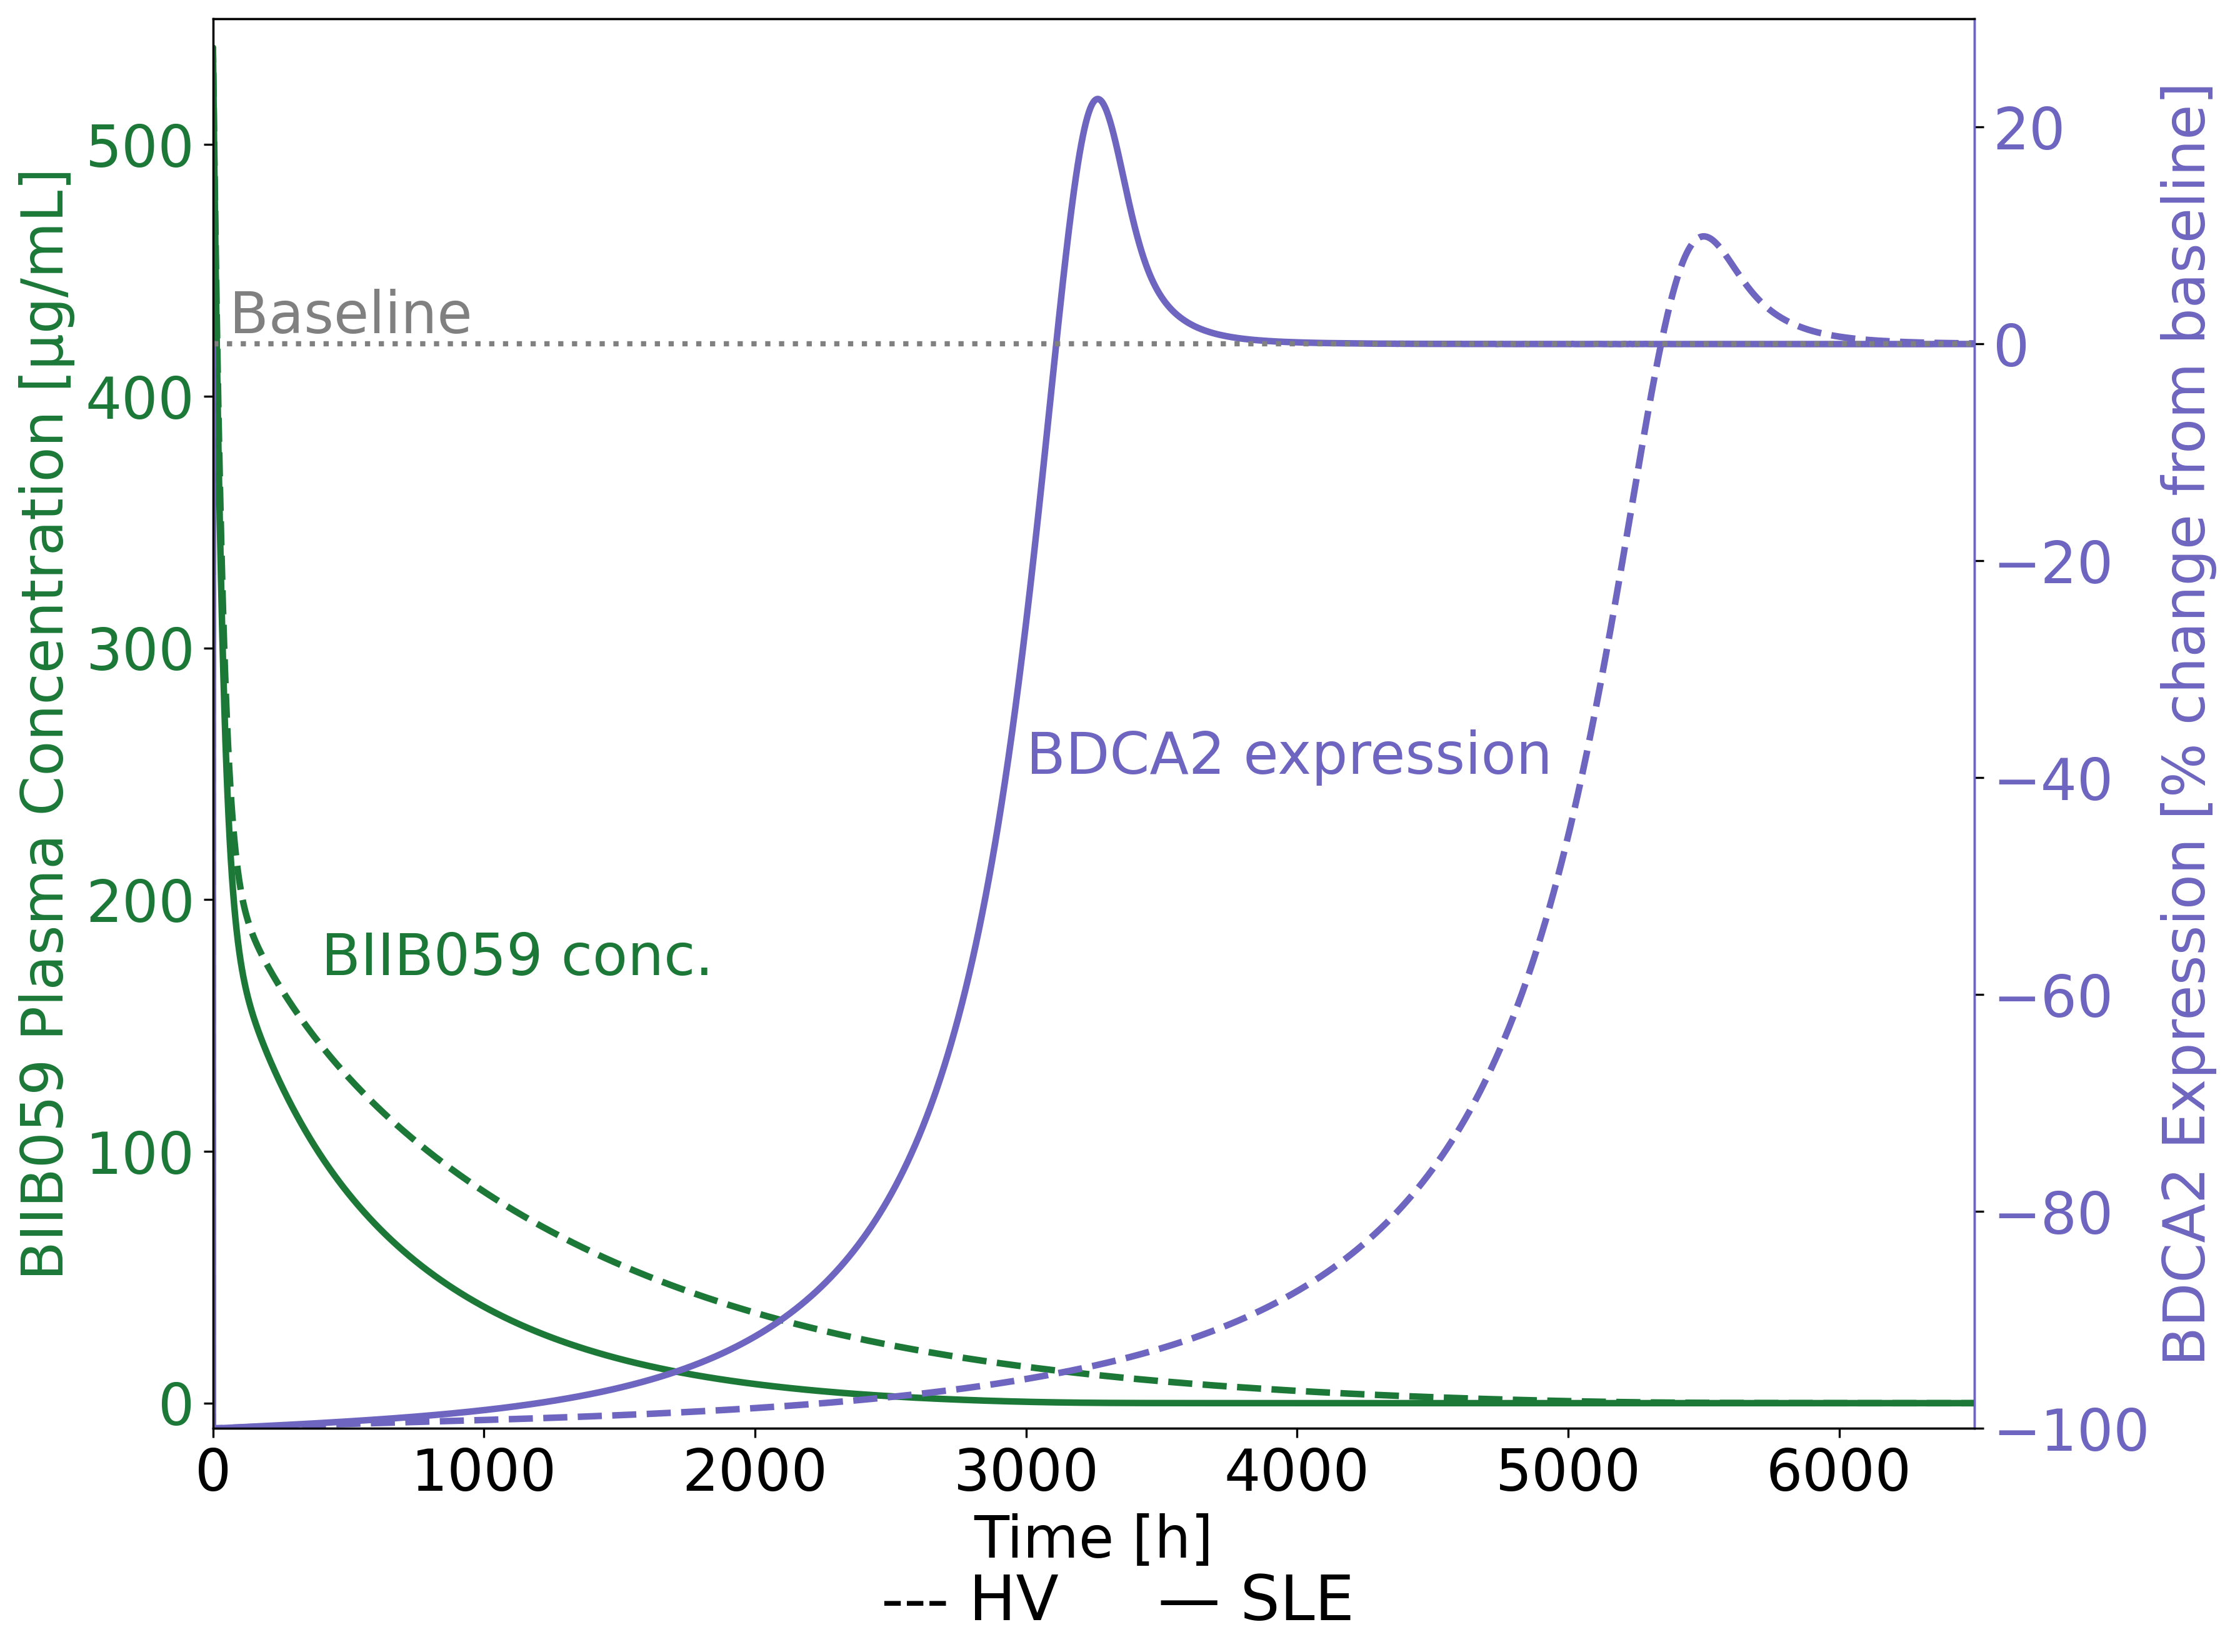 BIIB059 Plasma Concentration [µg/mL]
500
400
300
200
100
0
Baseline
BIIB059 conc.
BDCA2 expression
20
0
−20
−40
−60
−80
−100
BDCA2 Expression [% change from baseline]
0 1000 2000 3000 4000 5000 6000
Time [h]
--- HV — SLE